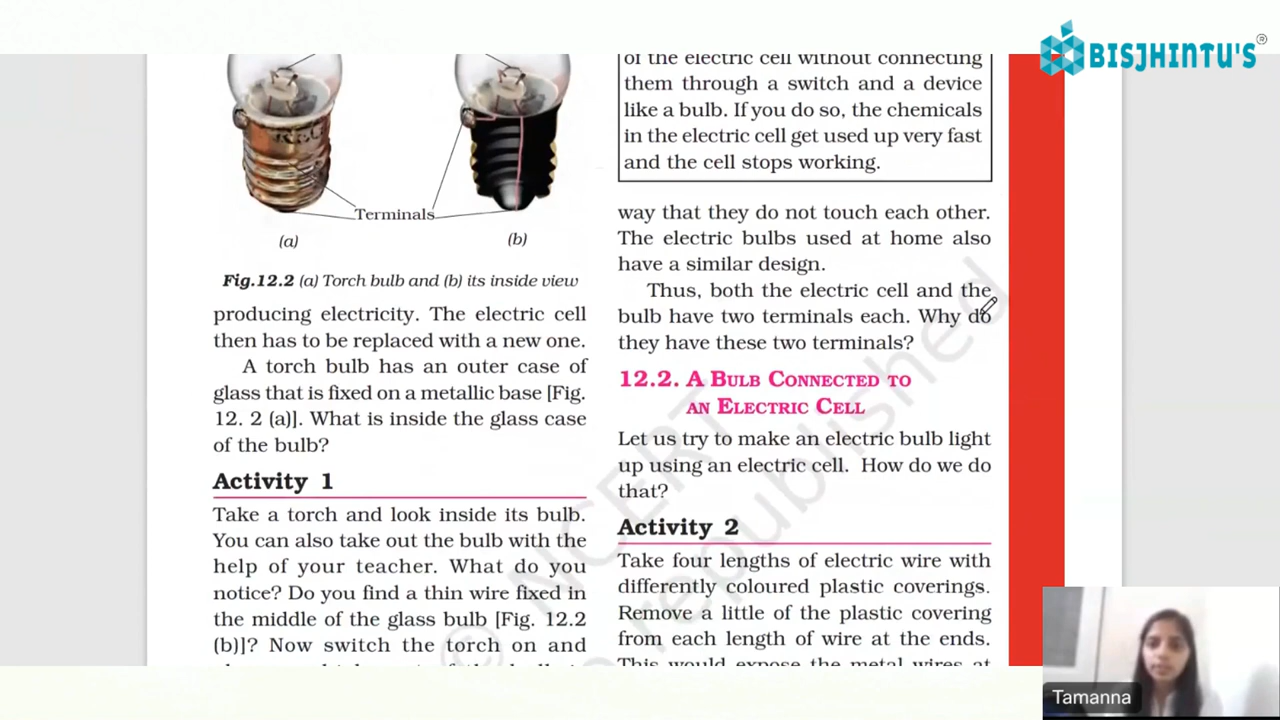 BISJHINTU'S®
Terminals
(a)
(b)
Fig.12.2 (a) Torch bulb and (b) its inside view
producing electricity. The electric cell
then has to be replaced with a new one.
A torch bulb has an outer case of
glass that is fixed on a metallic base [Fig.
12. 2 (a)]. What is inside the glass case
of the bulb?
Activity 1
Take a torch and look inside its bulb.
You can also take out the bulb with the
help of your teacher. What do you
notice? Do you find a thin wire fixed in
the middle of the glass bulb [Fig. 12.2
(b)]? Now switch the torch on and
of the electric cell without connecting
them through a switch and a device
like a bulb. If you do so, the chemicals
in the electric cell get used up very fast
and the cell stops working.
way that they do not touch each other.
The electric bulbs used at home also
have a similar design.
Thus, both the electric cell and the
bulb have two terminals each. Why do
they have these two terminals?
12.2. A BULB CONNECTED TO
AN ELECTRIC CELL
Let us try to make an electric bulb light
up using an electric cell. How do we do
that?
Activity 2
Take four lengths of electric wire with
differently coloured plastic coverings.
Remove a little of the plastic covering
from each length of wire at the ends.
This would expose the metal wires at
© NCERT
republished
Tamanna